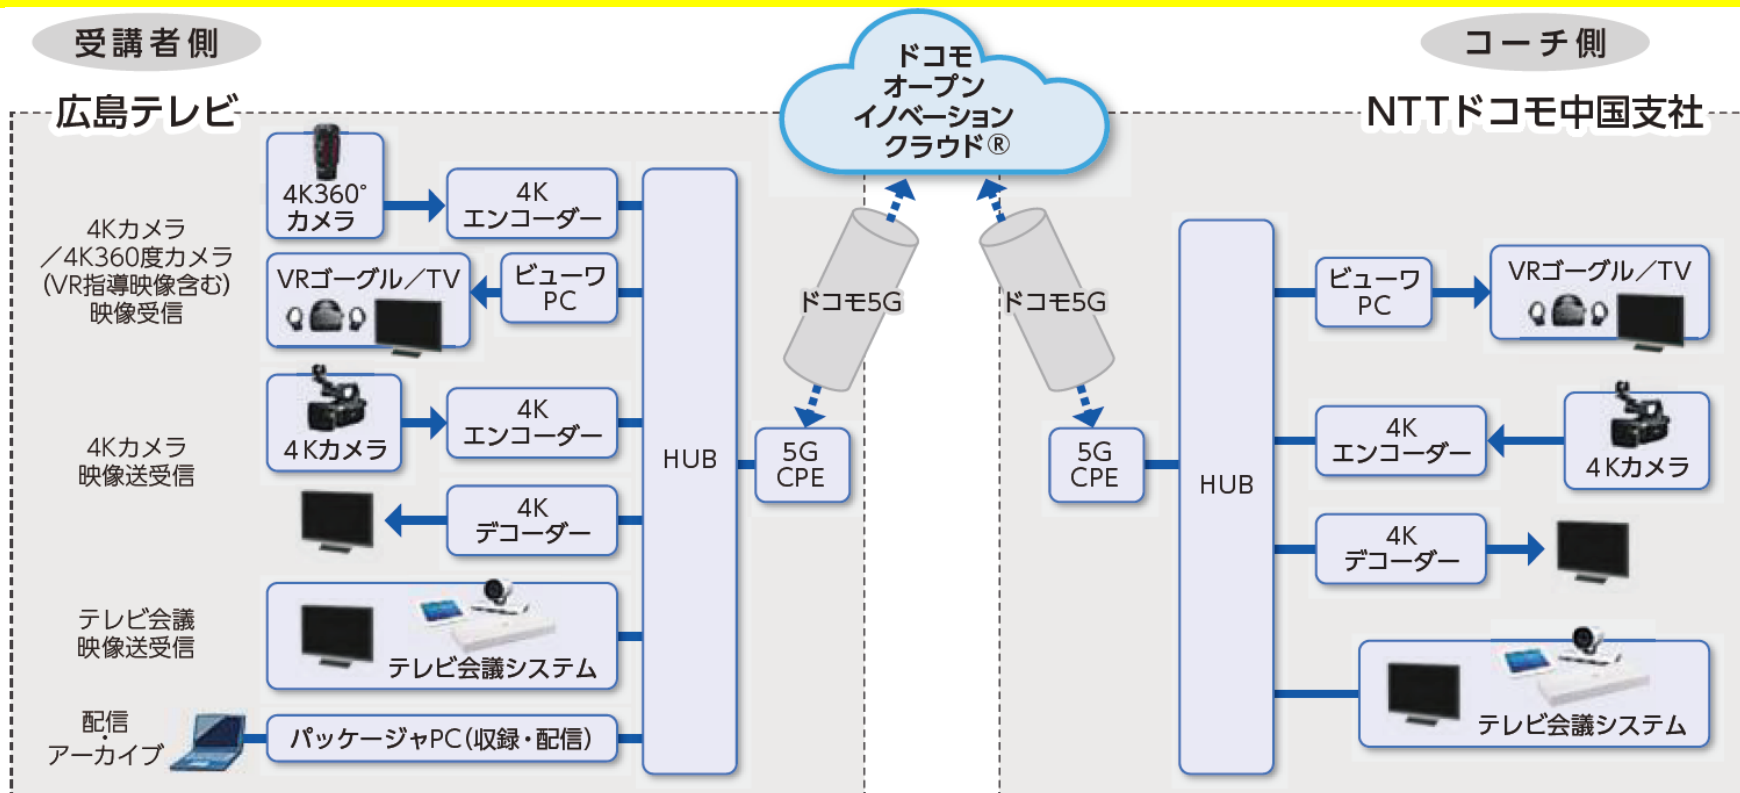 受講者側
コーチ側
ドコモ
オープン
イノベーション
クラウド®
広島テレビ
NTTドコモ中国支社
4Kカメラ
／4K360度カメラ
(VR指導映像含む)
映像受信
4K360°
カメラ
4K
エンコーダー
VRゴーグル／TV
ビューワ
PC
4Kカメラ
映像送受信
4Kカメラ
4K
エンコーダー
4K
デコーダー
テレビ会議
映像送受信
テレビ会議システム
配信
・
アーカイブ
パッケージャPC(収録・配信)
HUB
5G
CPE
ドコモ5G
ドコモ5G
5G
CPE
HUB
ビューワ
PC
VRゴーグル／TV
4K
エンコーダー
4Kカメラ
4K
デコーダー
テレビ会議システム